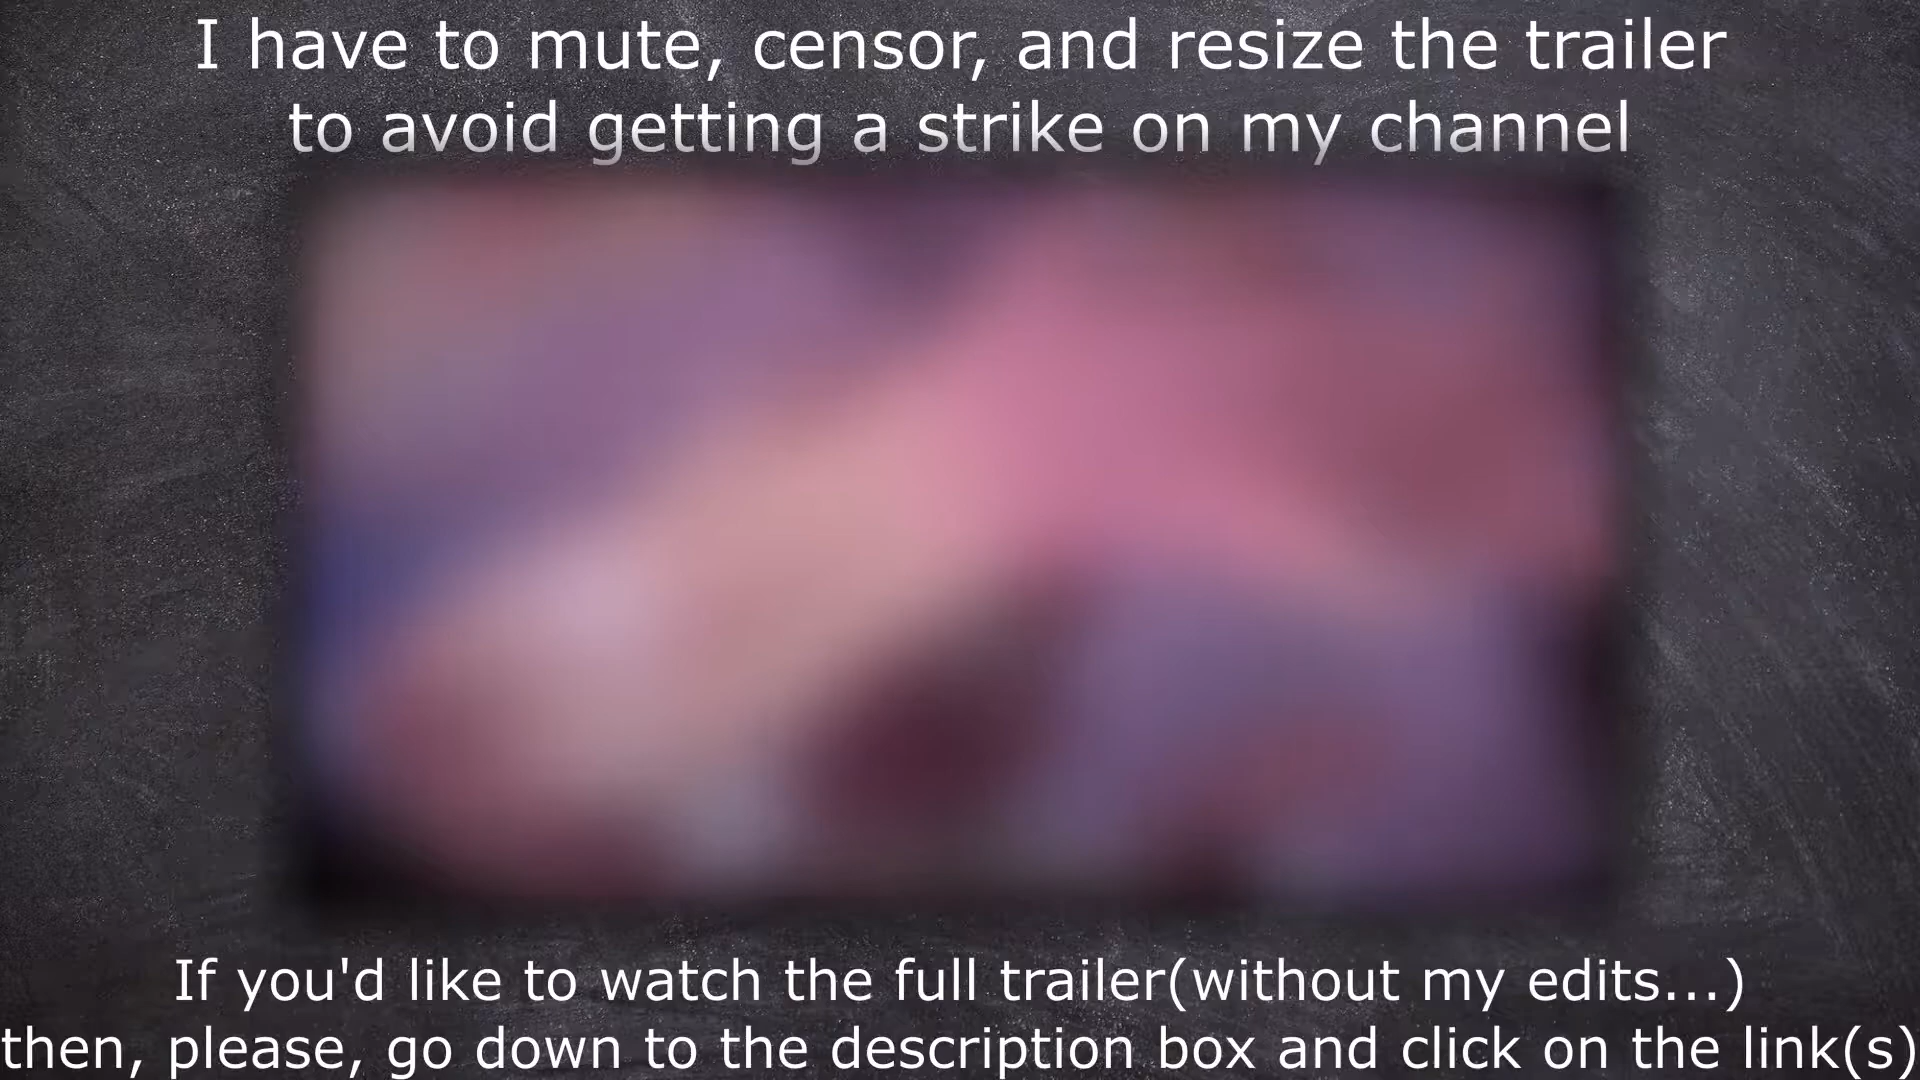 I have to mute, censor, and resize the trailer
to avoid getting a strike on my channel
If you'd like to watch the full trailer(without my edits...)
then, please, go down to the description box and click on the link(s)